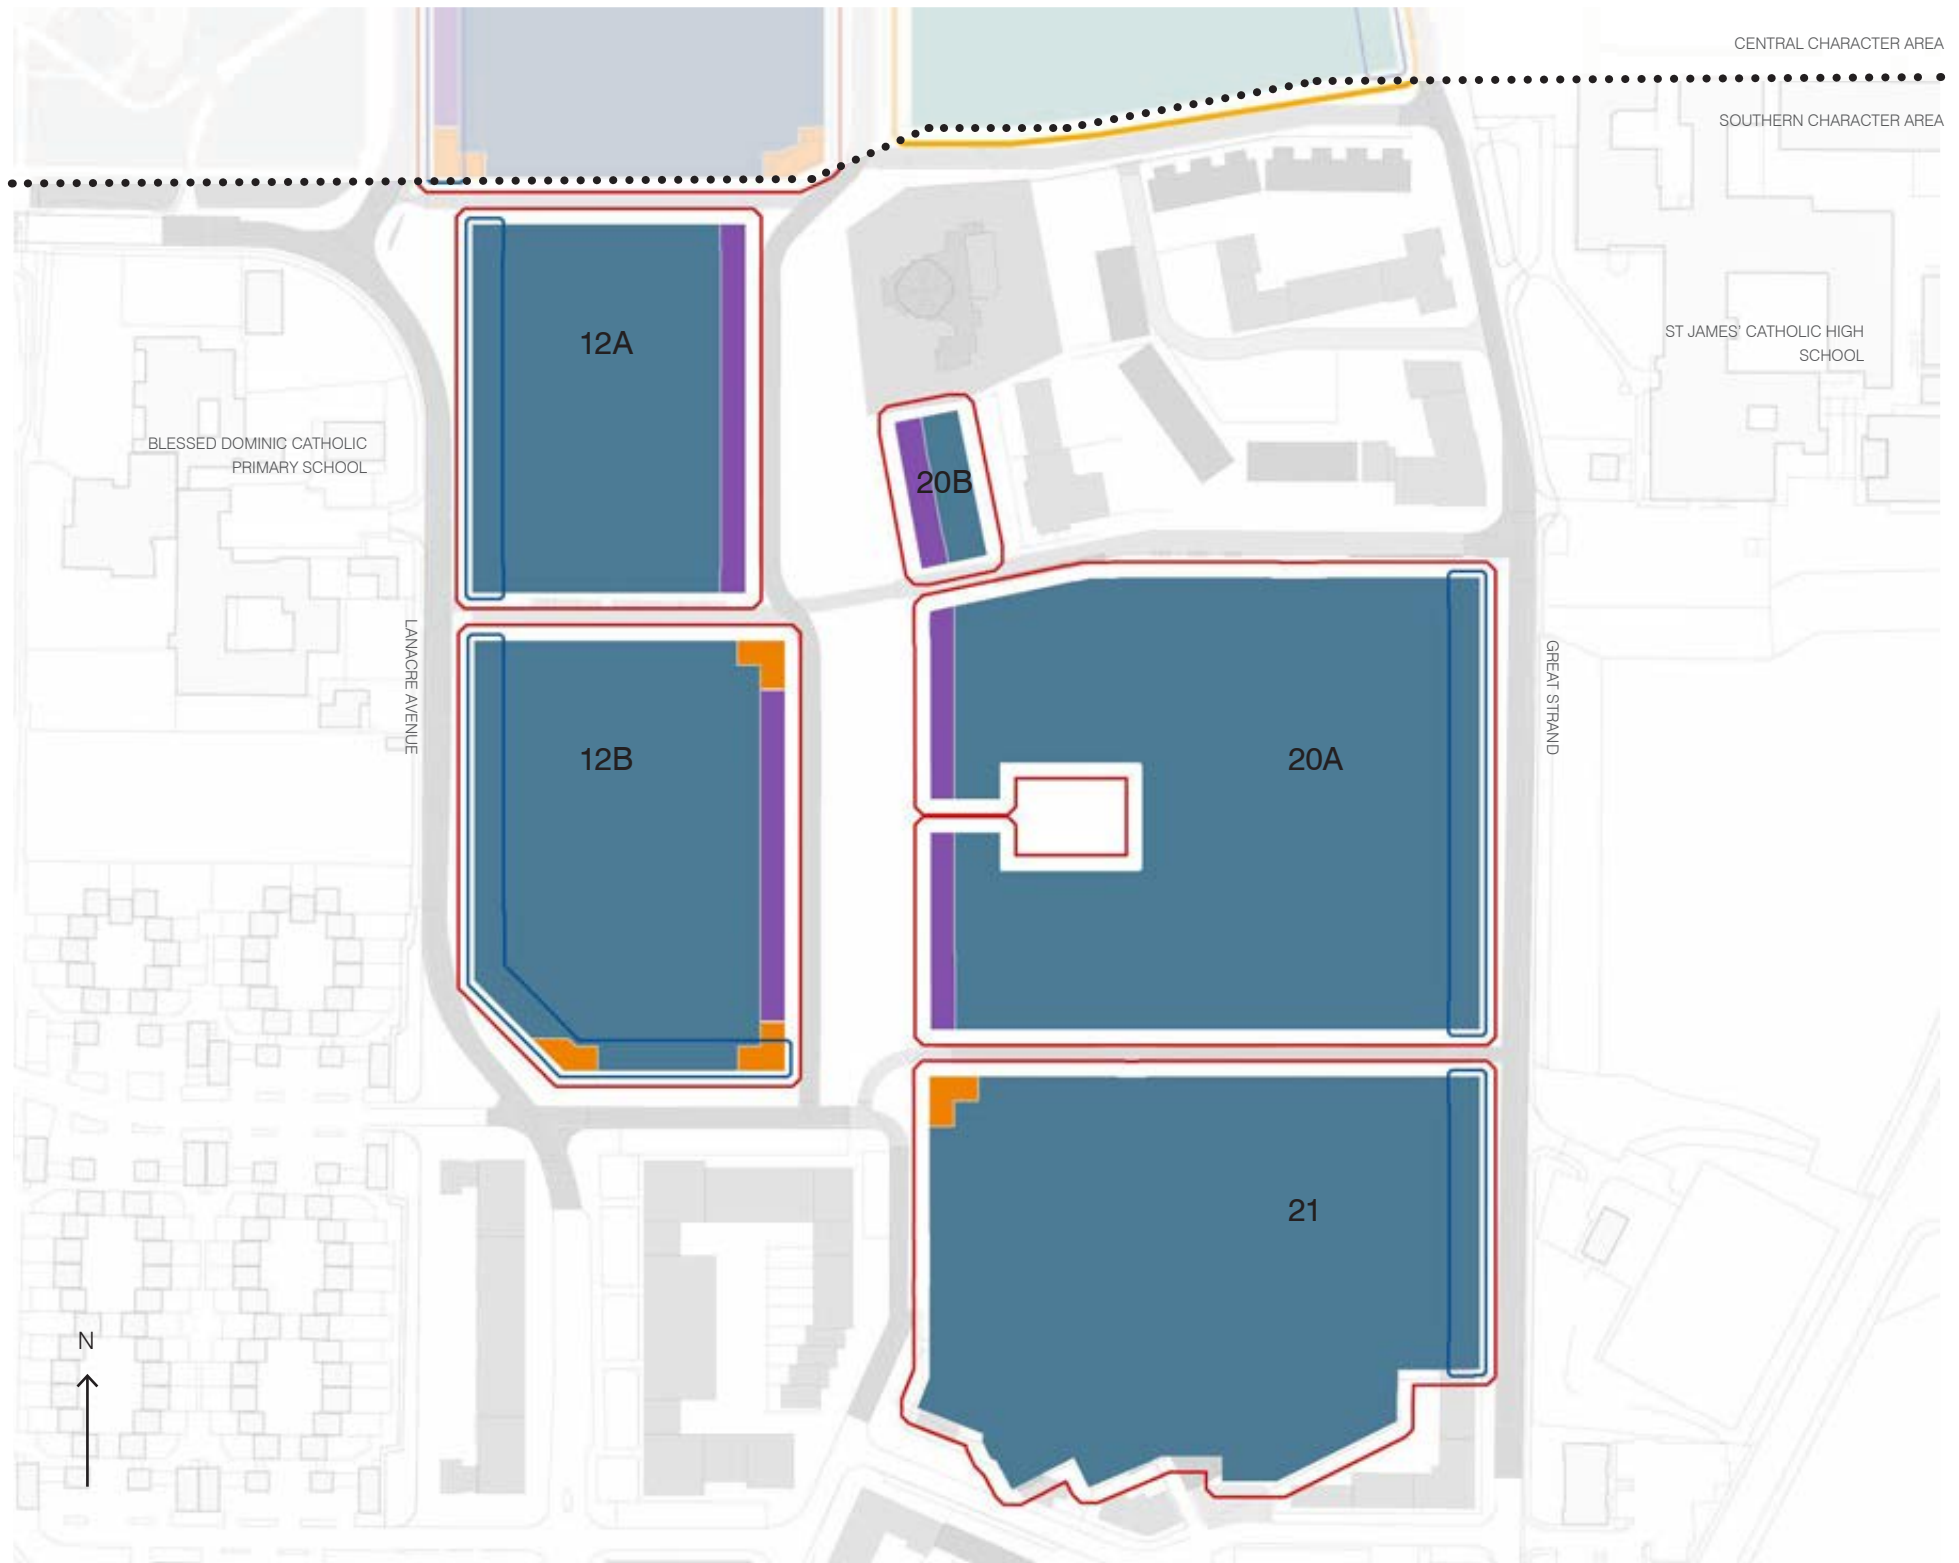 CENTRAL CHARACTER AREA
SOUTHERN CHARACTER AREA
12A
ST JAMES' CATHOLIC HIGH
SCHOOL
BLESSED DOMINIC CATHOLIC
PRIMARY SCHOOL
20B
LANACRE AVENUE
GREAT STRAND
12B
20A
21
N